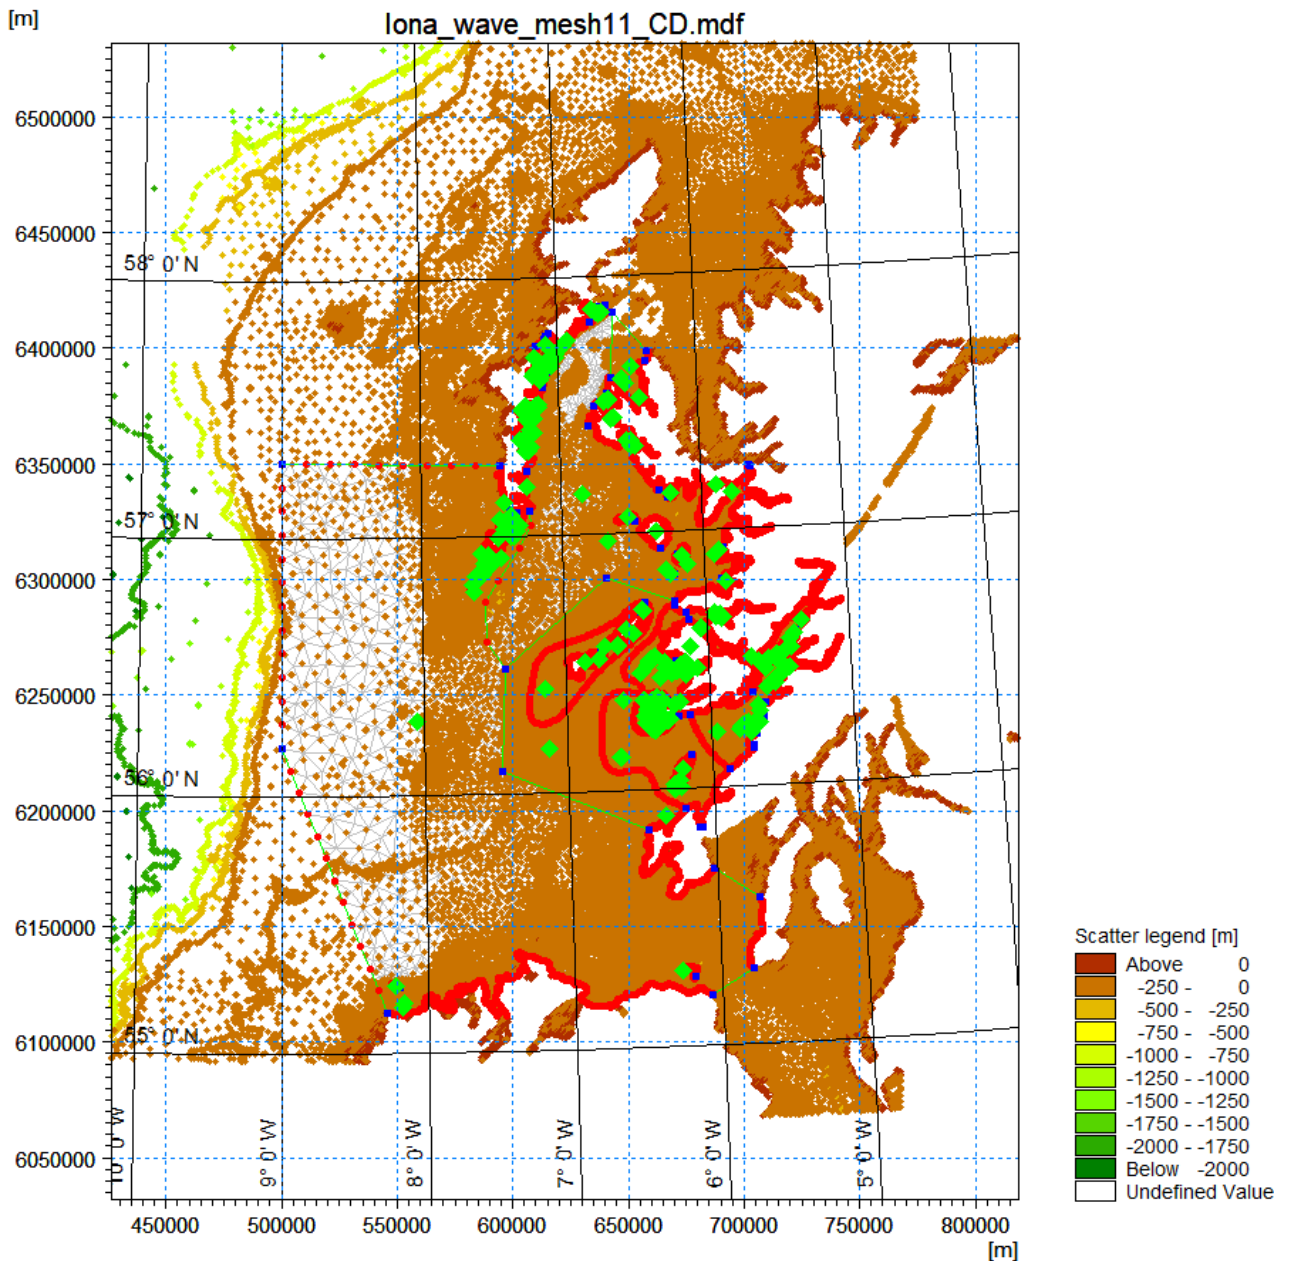 [m]
Iona_wave_mesh11_CD.mdf
6500000
6450000
58° 0' N
6400000
6350000
57° 0' N
6300000
6250000
56° 0' N
6200000
6150000
6100000
55° 0' N
6050000
9° 0' W
8° 0' W
7° 0' W
6° 0' W
5° 0' W
450000 500000 550000 600000 650000 700000 750000 800000
[m]
Scatter legend [m]
Above 0
-250 - 0
-500 - -250
-750 - -500
-1000 - -750
-1250 - -1000
-1500 - -1250
-1750 - -1500
-2000 - -1750
Below -2000
Undefined Value